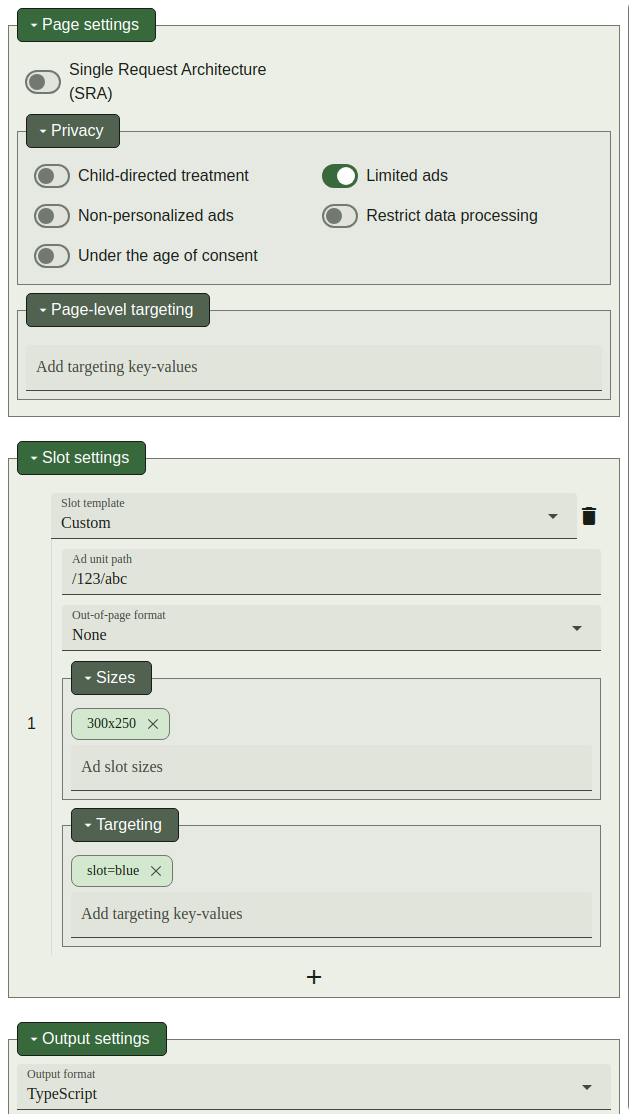 Page settings
Single Request Architecture
(SRA)
Privacy
Child-directed treatment
Limited ads
Non-personalized ads
Restrict data processing
Under the age of consent
Page-level targeting
Add targeting key-values
Slot settings
Slot template
Custom
Ad unit path
/123/abc
Out-of-page format
None
Sizes
1
300x250
Ad slot sizes
Targeting
slot=blue
Add targeting key-values
+
Output settings
Output format
TypeScript